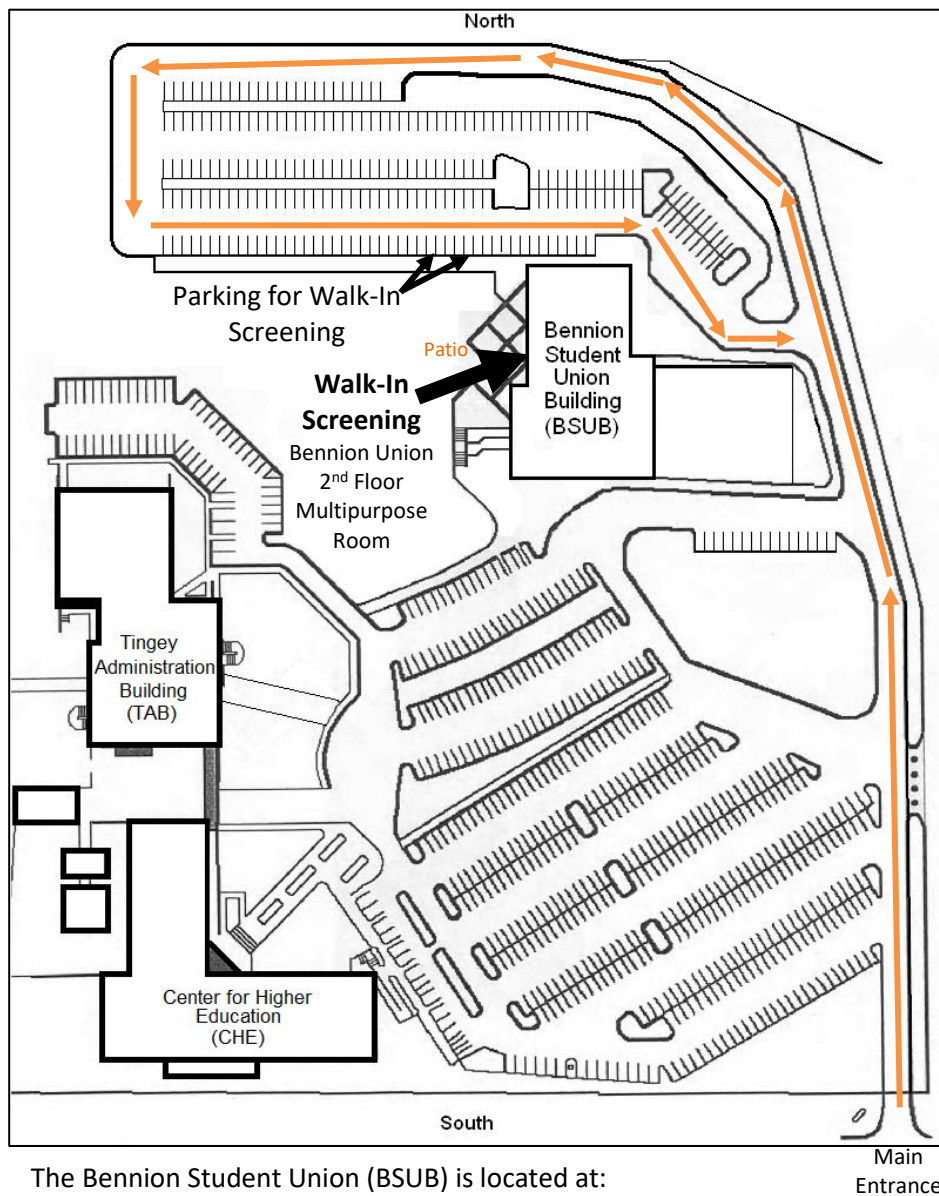 North
Parking for Walk-In
Screening
Patio
Walk-In
Screening
Bennion Union
2nd Floor
Multipurpose
Room
Bennion
Student
Union
Building
(BSUB)
Tingey
Administration
Building
(TAB)
Center for Higher
Education
(CHE)
South
Main
Entrance
The Bennion Student Union (BSUB) is located at: